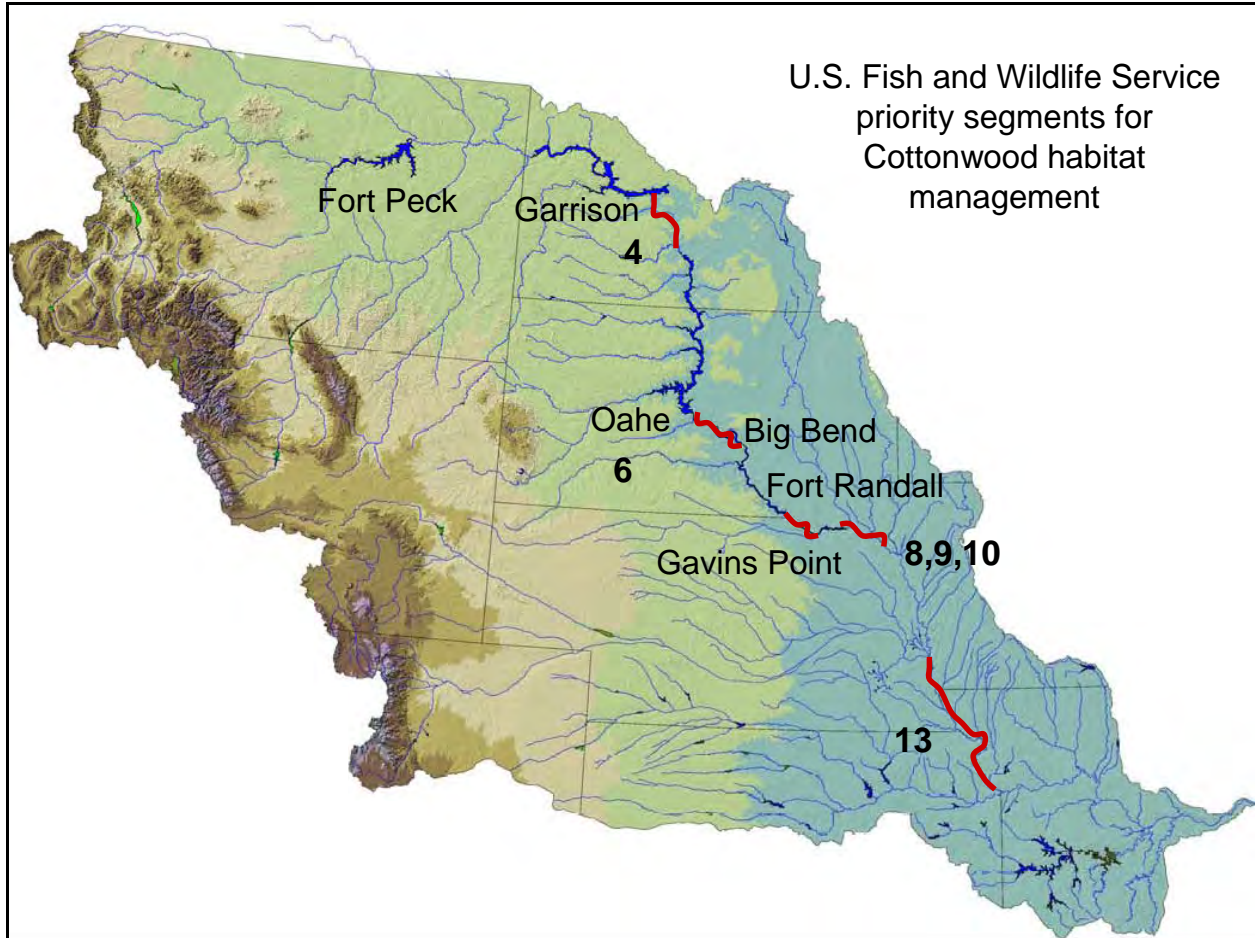 U.S. Fish and Wildlife Service
priority segments for
Cottonwood habitat
management
Fort Peck
Garrison
4
Oahe
Big Bend
6
Fort Randall
Gavins Point
8,9,10
13